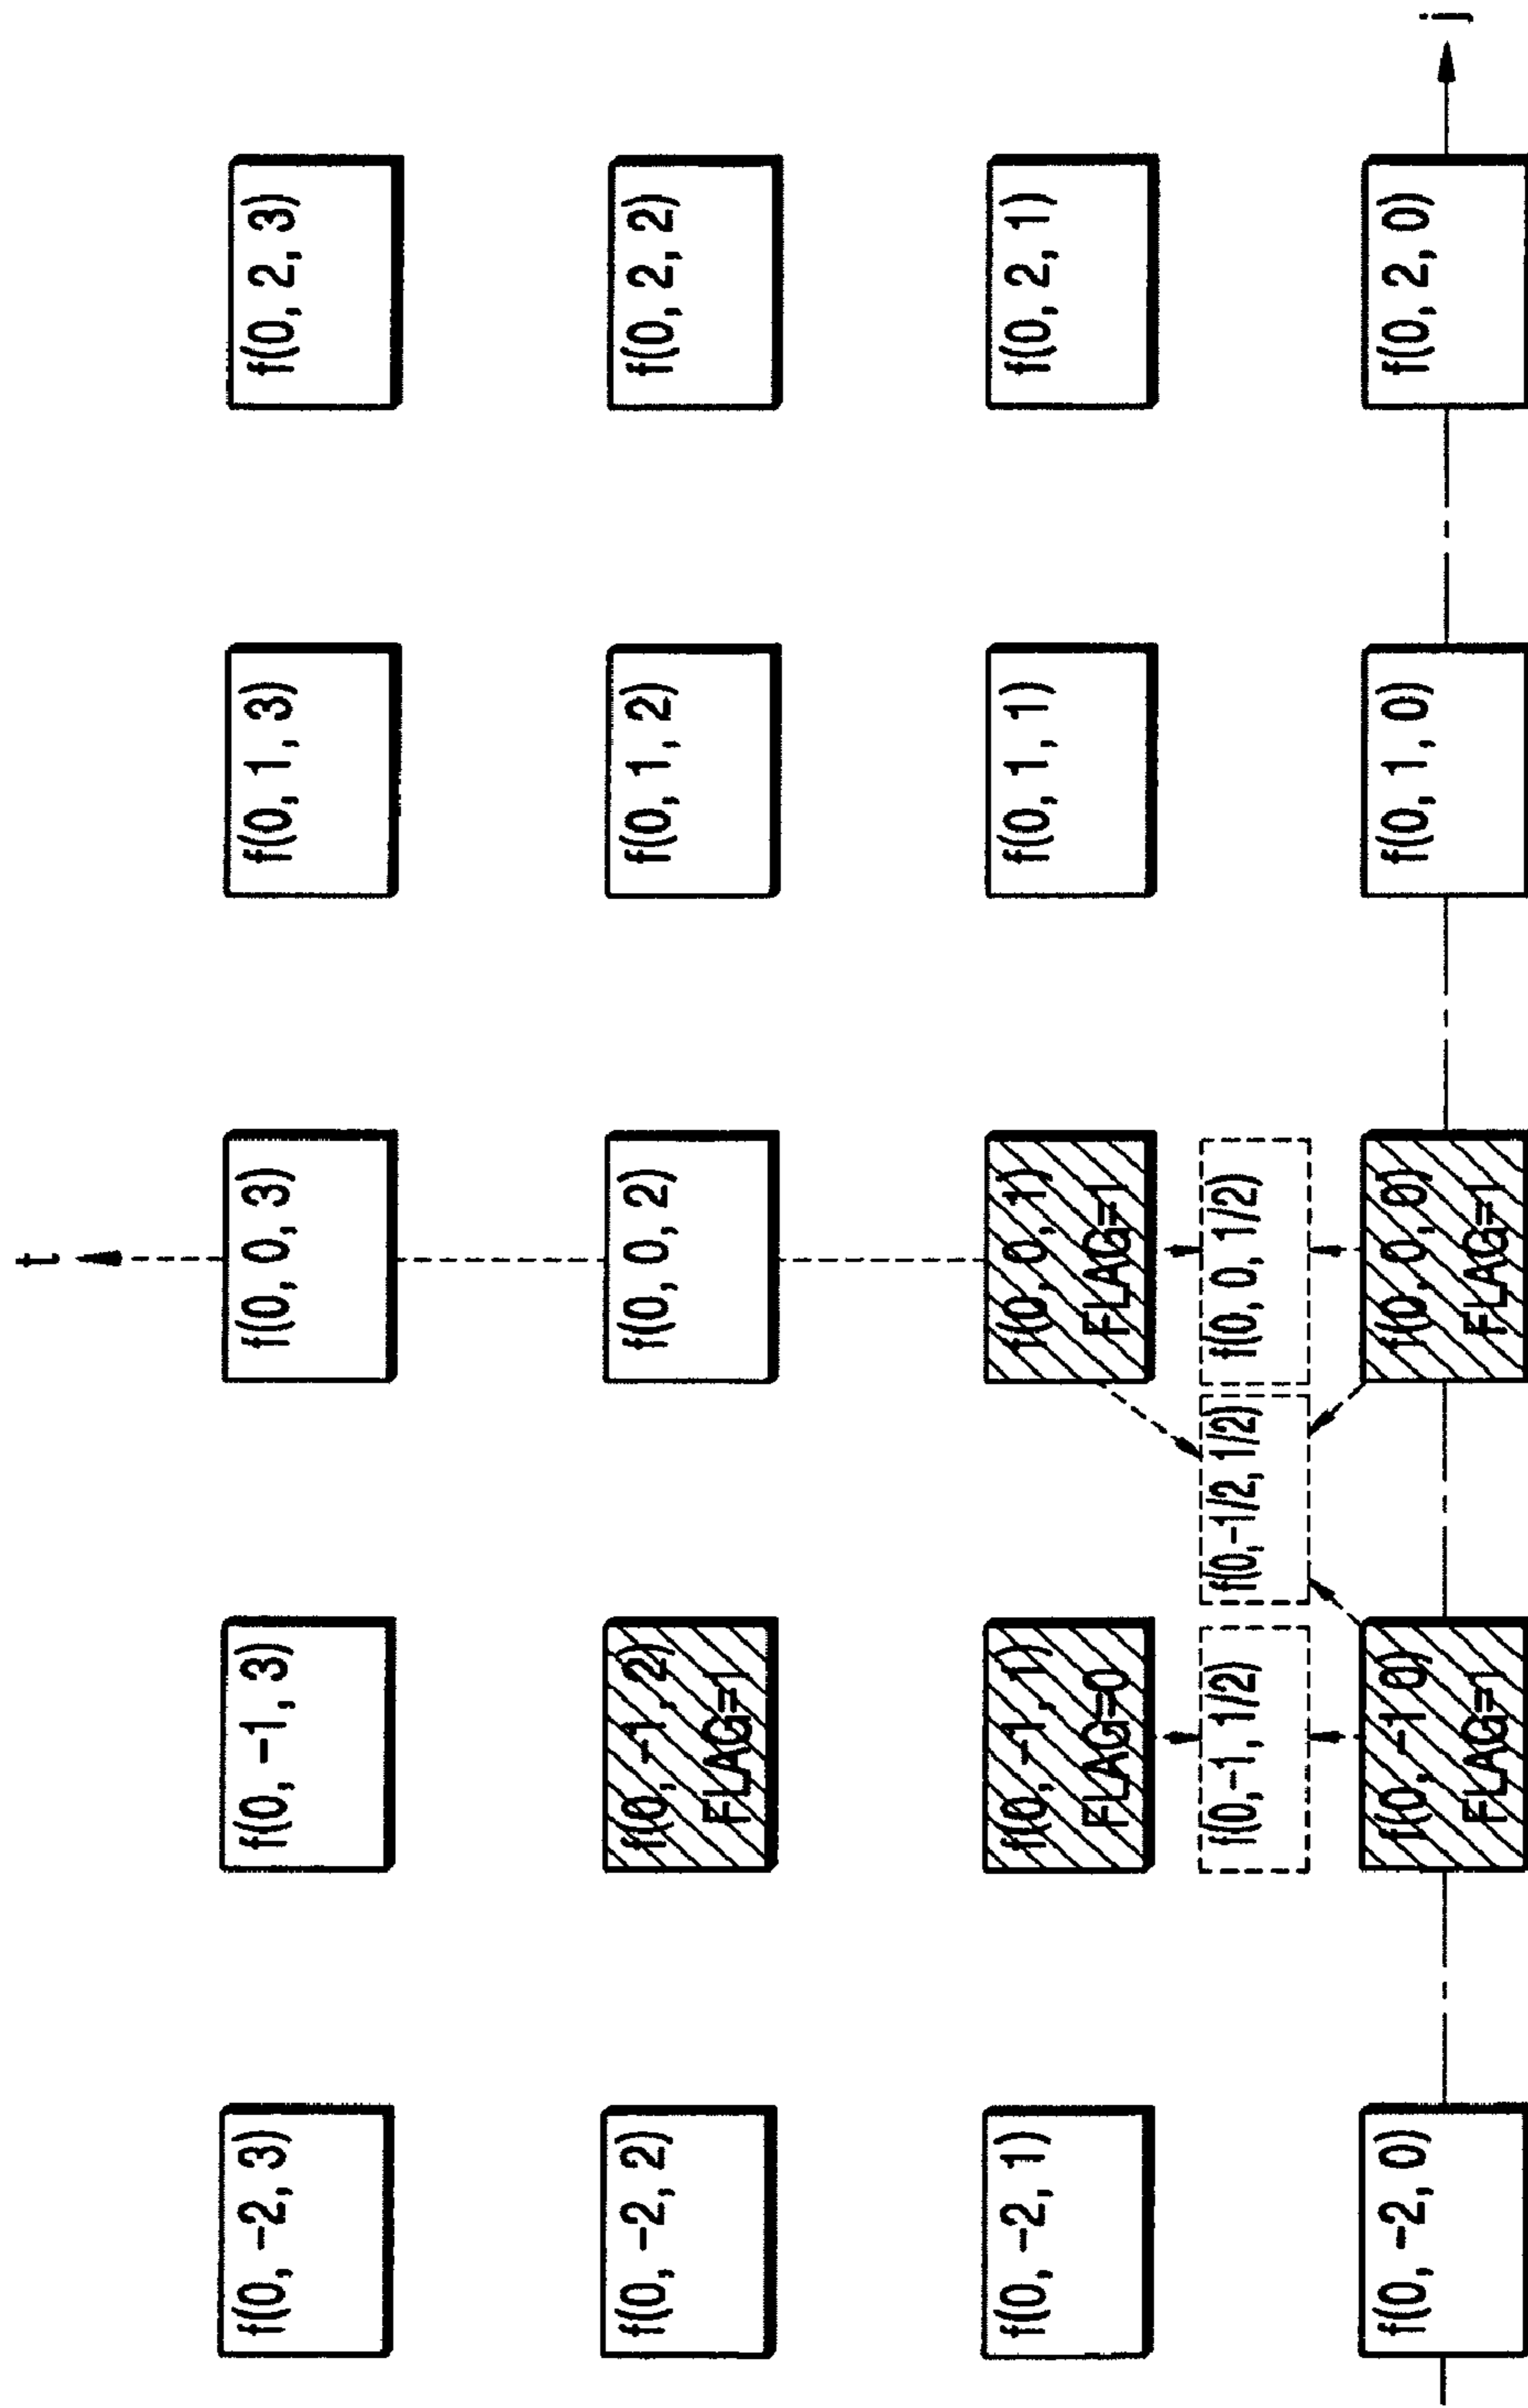 t
f(0, -2, 3)
f(0, -1, 3)
f(0, 0, 3)
f(0, 1, 3)
f(0, 2, 3)
f(0, -2, 2)
f(0, -1, 2)
FLAG=1
f(0, 0, 2)
f(0, 1, 2)
f(0, 2, 2)
f(0, -2, 1)
f(0, -1, 1)
FLAG=0
f(0, 0, 1)
FLAG=1
f(0, 1, 1)
f(0, 2, 1)
f(0,-1, 1/2)
f(0,-1/2, 1/2)
f(0, 0, 1/2)
f(0, -2, 0)
f(0, -1, 0)
FLAG=1
f(0, 0, 0)
FLAG=1
f(0, 1, 0)
f(0, 2, 0)
j